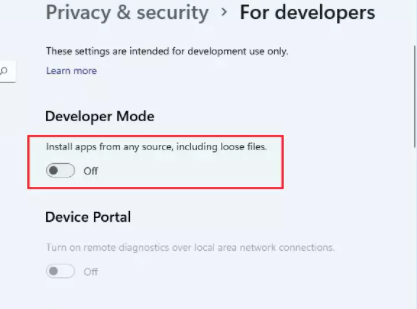 Privacy & security > For developers
These settings are intended for development use only.
Learn more
Developer Mode
Install apps from any source, including loose files.
Off
Device Portal
Turn on remote diagnostics over local area network connections.
Off